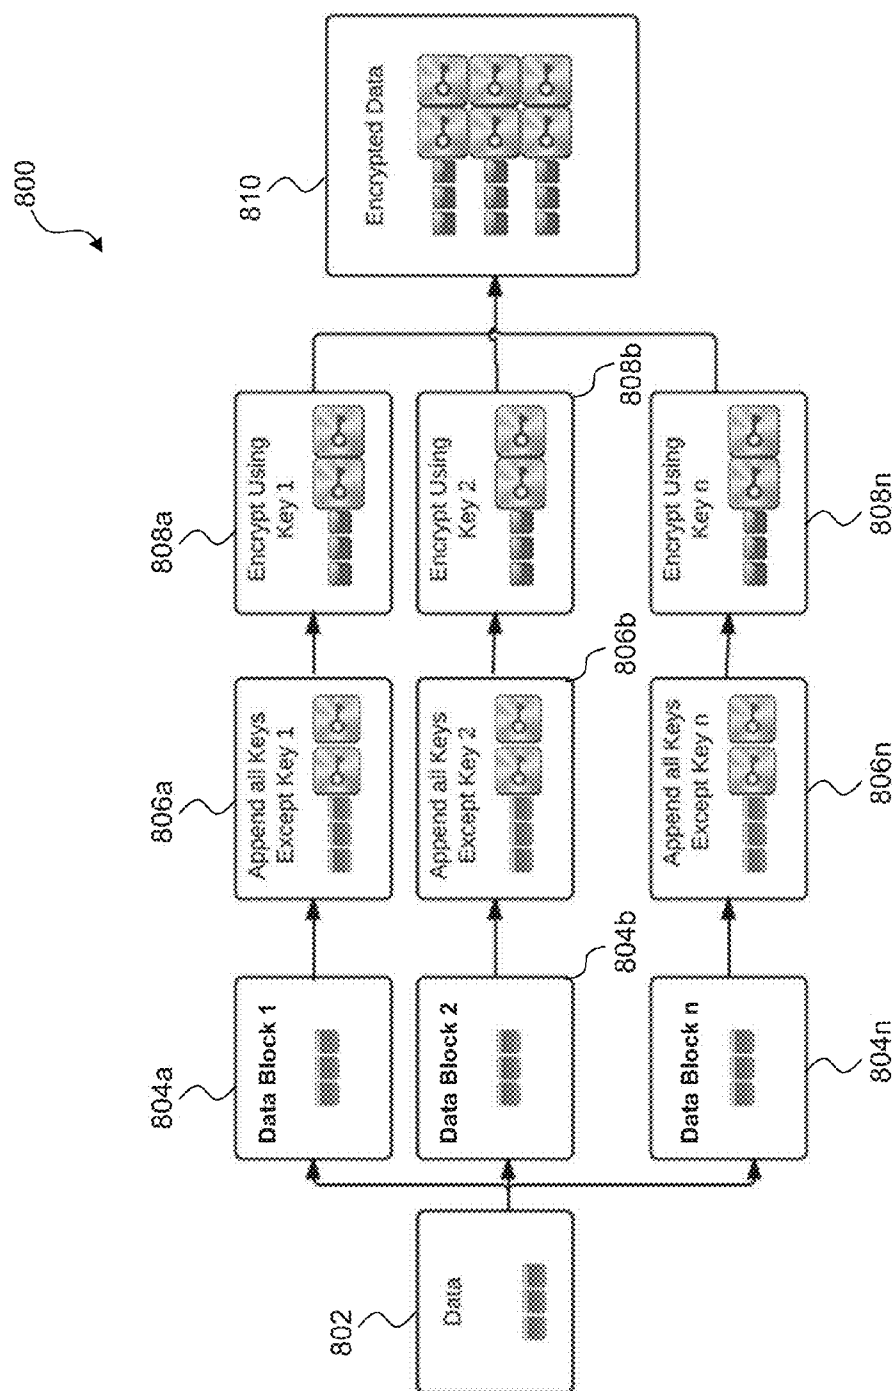 800
802
Data
804a
Data Block 1
804b
Data Block 2
804n
Data Block n
806a
Append all Keys
Except Key 1
806b
Append all Keys
Except Key 2
806n
Append all Keys
Except Key n
808a
Encrypt Using
Key 1
808b
Encrypt Using
Key 2
808n
Encrypt Using
Key n
810
Encrypted Data